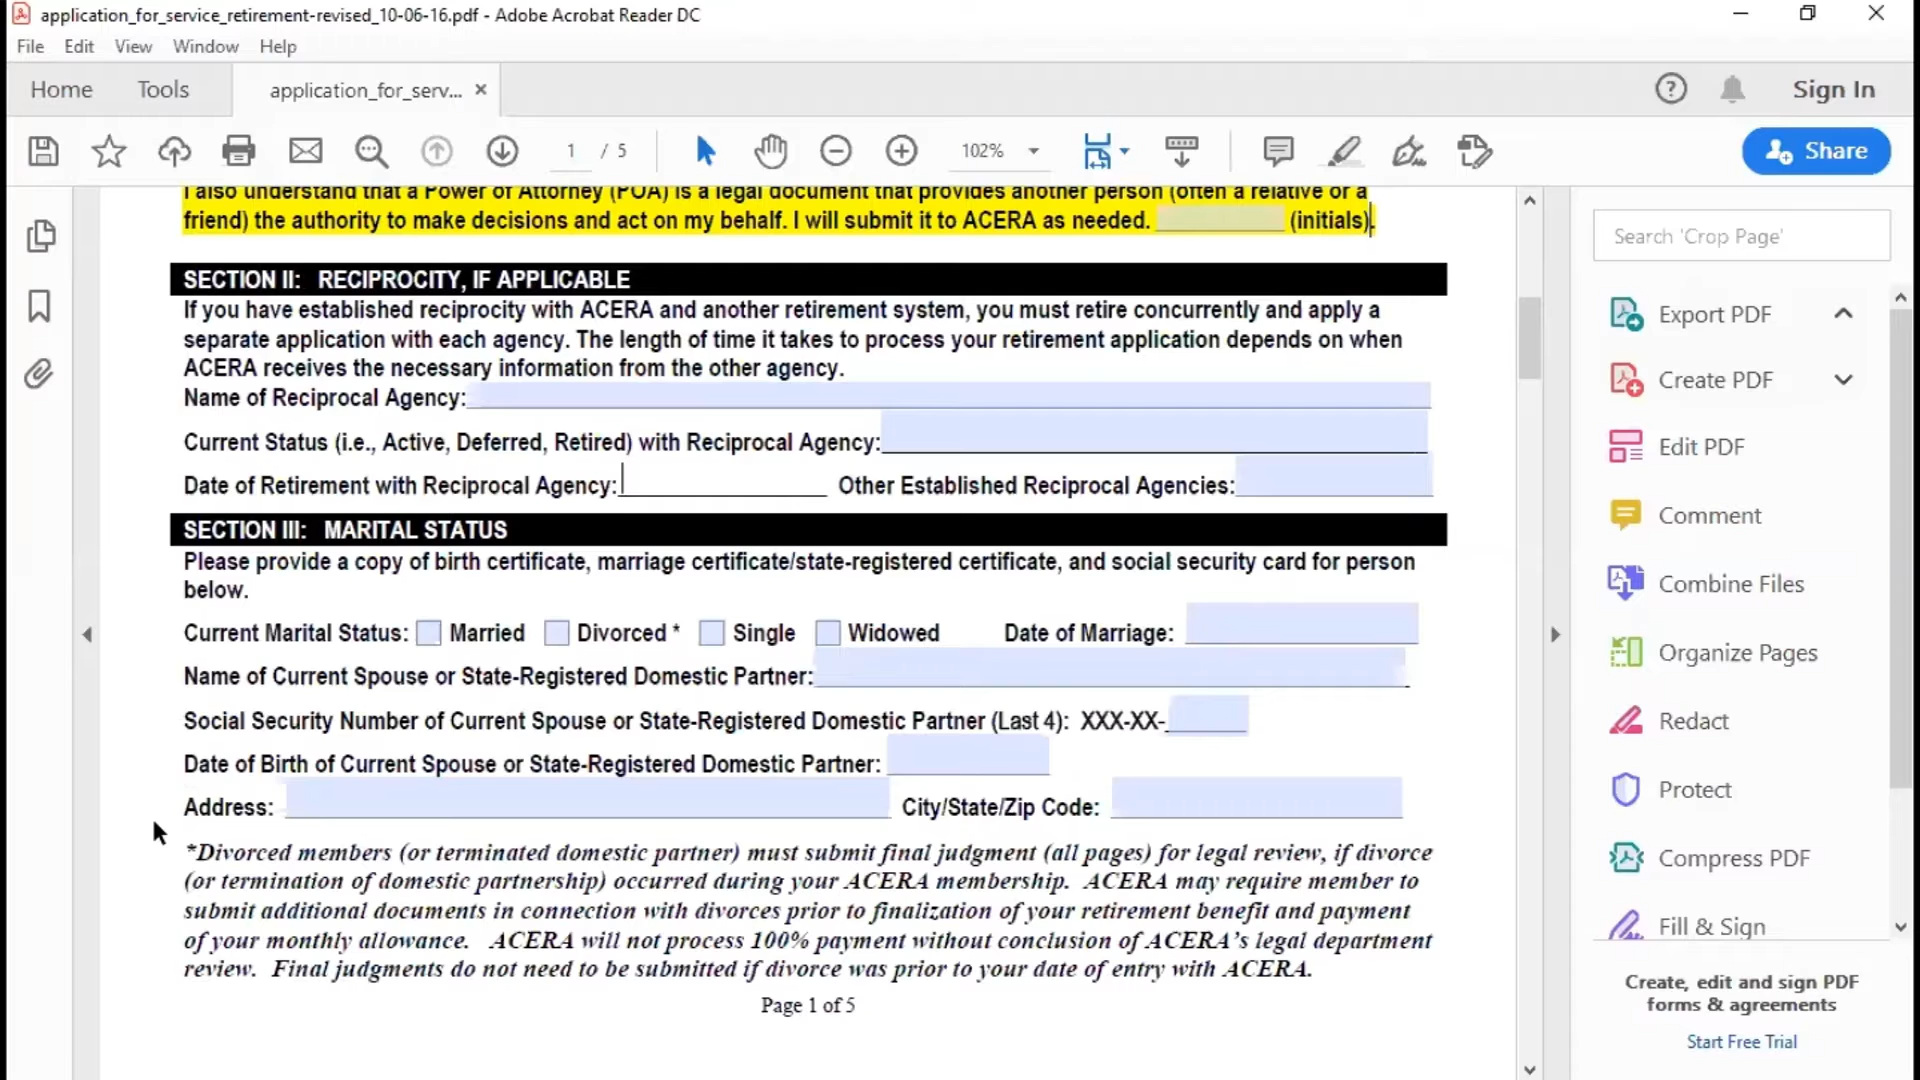 application_for_service_retirement-revised_10-06-16.pdf - Adobe Acrobat Reader DC
File Edit View Window Help
Home Tools application_for_serv... Sign In
1 / 5 102% Share
I also understand that a Power of Attorney (POA) is a legal document that provides another person (often a relative or a
friend) the authority to make decisions and act on my behalf. I will submit it to ACERA as needed. (initials).
SECTION II: RECIPROCITY, IF APPLICABLE
If you have established reciprocity with ACERA and another retirement system, you must retire concurrently and apply a
separate application with each agency. The length of time it takes to process your retirement application depends on when
ACERA receives the necessary information from the other agency.
Name of Reciprocal Agency:
Current Status (i.e., Active, Deferred, Retired) with Reciprocal Agency:
Date of Retirement with Reciprocal Agency: Other Established Reciprocal Agencies:
SECTION III: MARITAL STATUS
Please provide a copy of birth certificate, marriage certificate/state-registered certificate, and social security card for person
below.
Current Marital Status: Married Divorced * Single Widowed Date of Marriage:
Name of Current Spouse or State-Registered Domestic Partner:
Social Security Number of Current Spouse or State-Registered Domestic Partner (Last 4): XXX-XX-
Date of Birth of Current Spouse or State-Registered Domestic Partner:
Address: City/State/Zip Code:
*Divorced members (or terminated domestic partner) must submit final judgment (all pages) for legal review, if divorce
(or termination of domestic partnership) occurred during your ACERA membership. ACERA may require member to
submit additional documents in connection with divorces prior to finalization of your retirement benefit and payment
of your monthly allowance. ACERA will not process 100% payment without conclusion of ACERA's legal department
review. Final judgments do not need to be submitted if divorce was prior to your date of entry with ACERA.
Page 1 of 5
Search 'Crop Page'
Export PDF
Create PDF
Edit PDF
Comment
Combine Files
Organize Pages
Redact
Protect
Compress PDF
Fill & Sign
Create, edit and sign PDF
forms & agreements
Start Free Trial